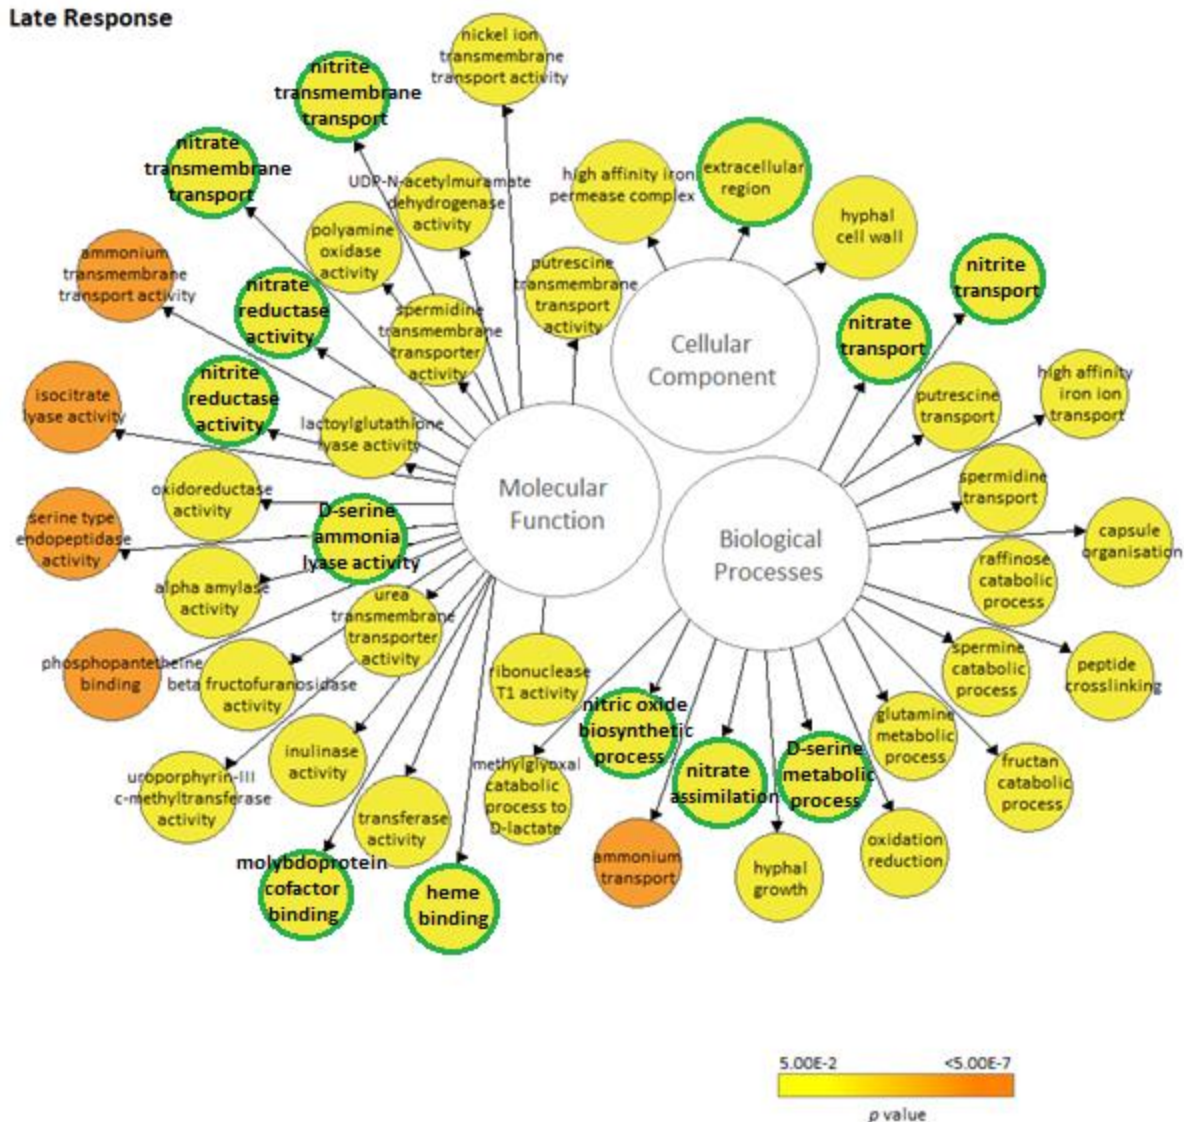 Late Response
nickel ion
transmembrane
transport activity
nitrite
transmembrane
transport
nitrate
transmembrane
transport
UDP-N-acetylmuramate
dehydrogenase
activity
high affinity iron
permease complex
extracellular
region
hyphal
cell wall
polyamine
oxidase
activity
ammonium
transmembrane
transport activity
putrescine
transmembrane
transport
activity
nitrite
transport
nitrate
reductase
activity
spermidine
transmembrane
transporter
activity
Cellular
Component
nitrate
transport
nitrite
reductase
activity
isocitrate
lyase activity
lactoylglutathione
lyase activity
putrescine
transport
high affinity
iron ion
transport
oxidoreductase
activity
Molecular
Function
spermidine
transport
serine type
endopeptidase
activity
D-serine
ammonia
lyase activity
Biological
Processes
capsule
organisation
alpha amylase
activity
raffinose
catabolic
process
urea
transmembrane
transporter
activity
phosphopantetheine
binding
beta fructofuranosidase
activity
ribonuclease
T1 activity
spermine
catabolic
process
peptide
crosslinking
nitric oxide
biosynthetic
process
glutamine
metabolic
process
inulinase
activity
uroporphyrin-III
c-methyltransferase
activity
methylglyoxal
catabolic
process to
D-lactate
nitrate
assimilation
D-serine
metabolic
process
fructan
catabolic
process
transferase
activity
ammonium
transport
hyphal
growth
oxidation
reduction
molybdoprotein
cofactor
binding
heme
binding
5.00E-2 <5.00E-7
p value